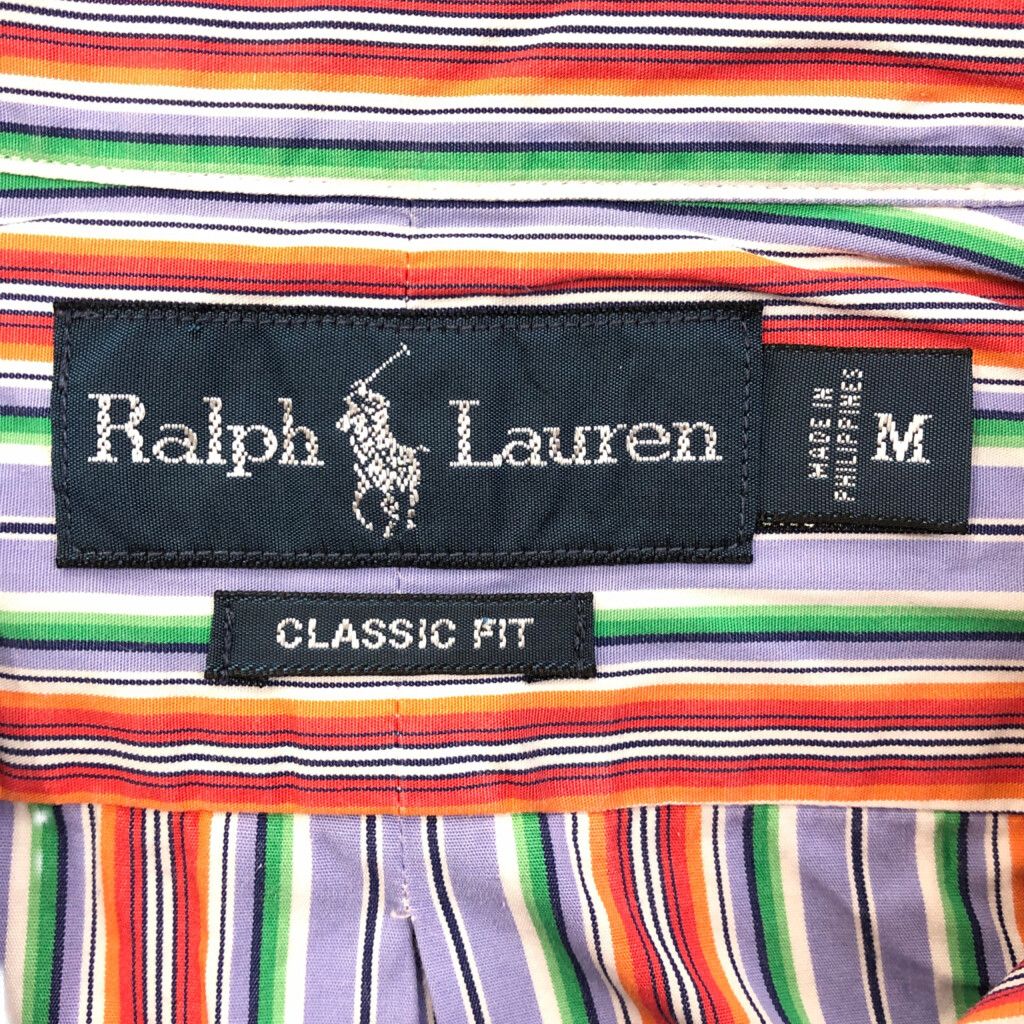 Ralph Lauren
MADE IN
PHILIPPINES
M
CLASSIC FIT